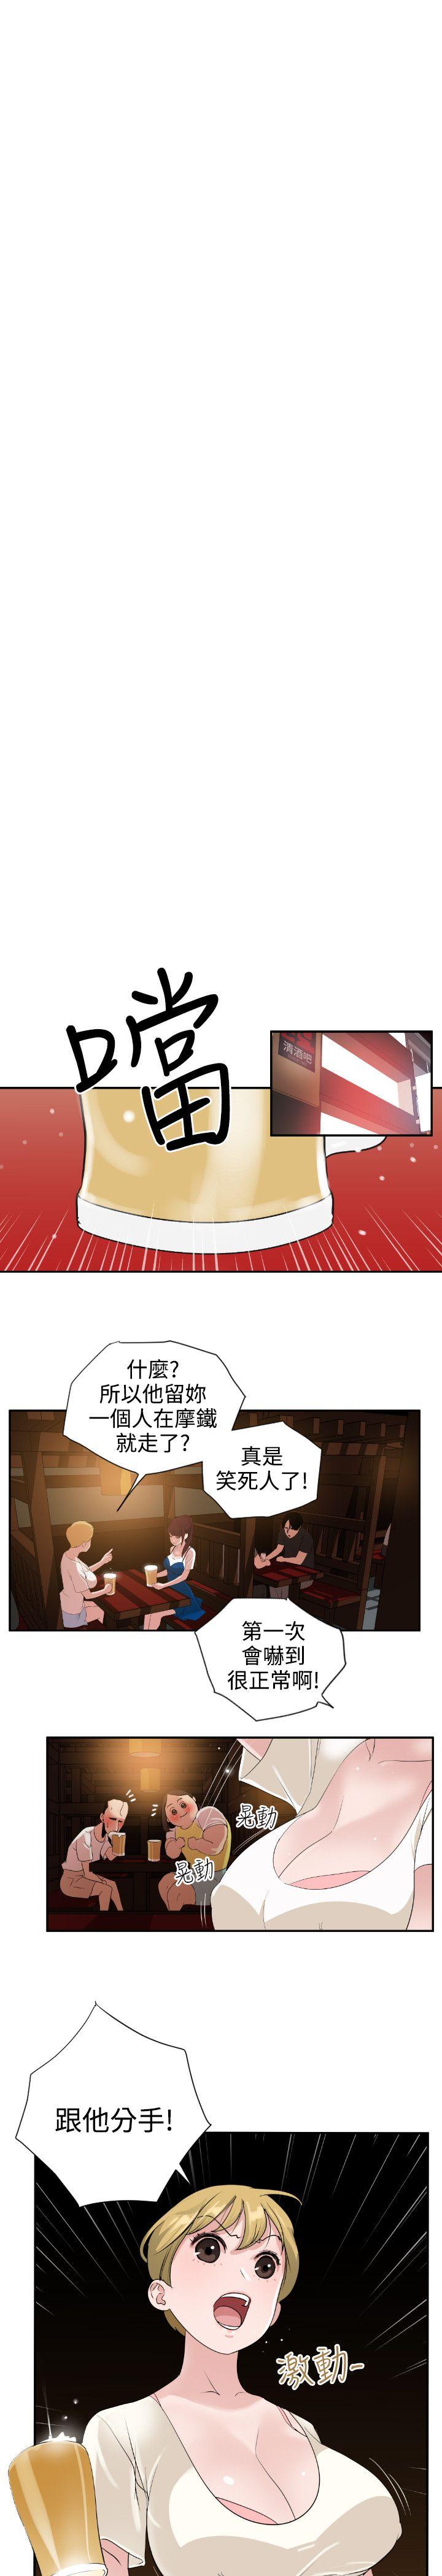 噹
清酒吧
什麼?
所以他留妳
一個人在摩鐵
就走了?
真是
笑死人了!
第一次
會嚇到
很正常啊!
晃動
晃動
跟他分手!
激動-